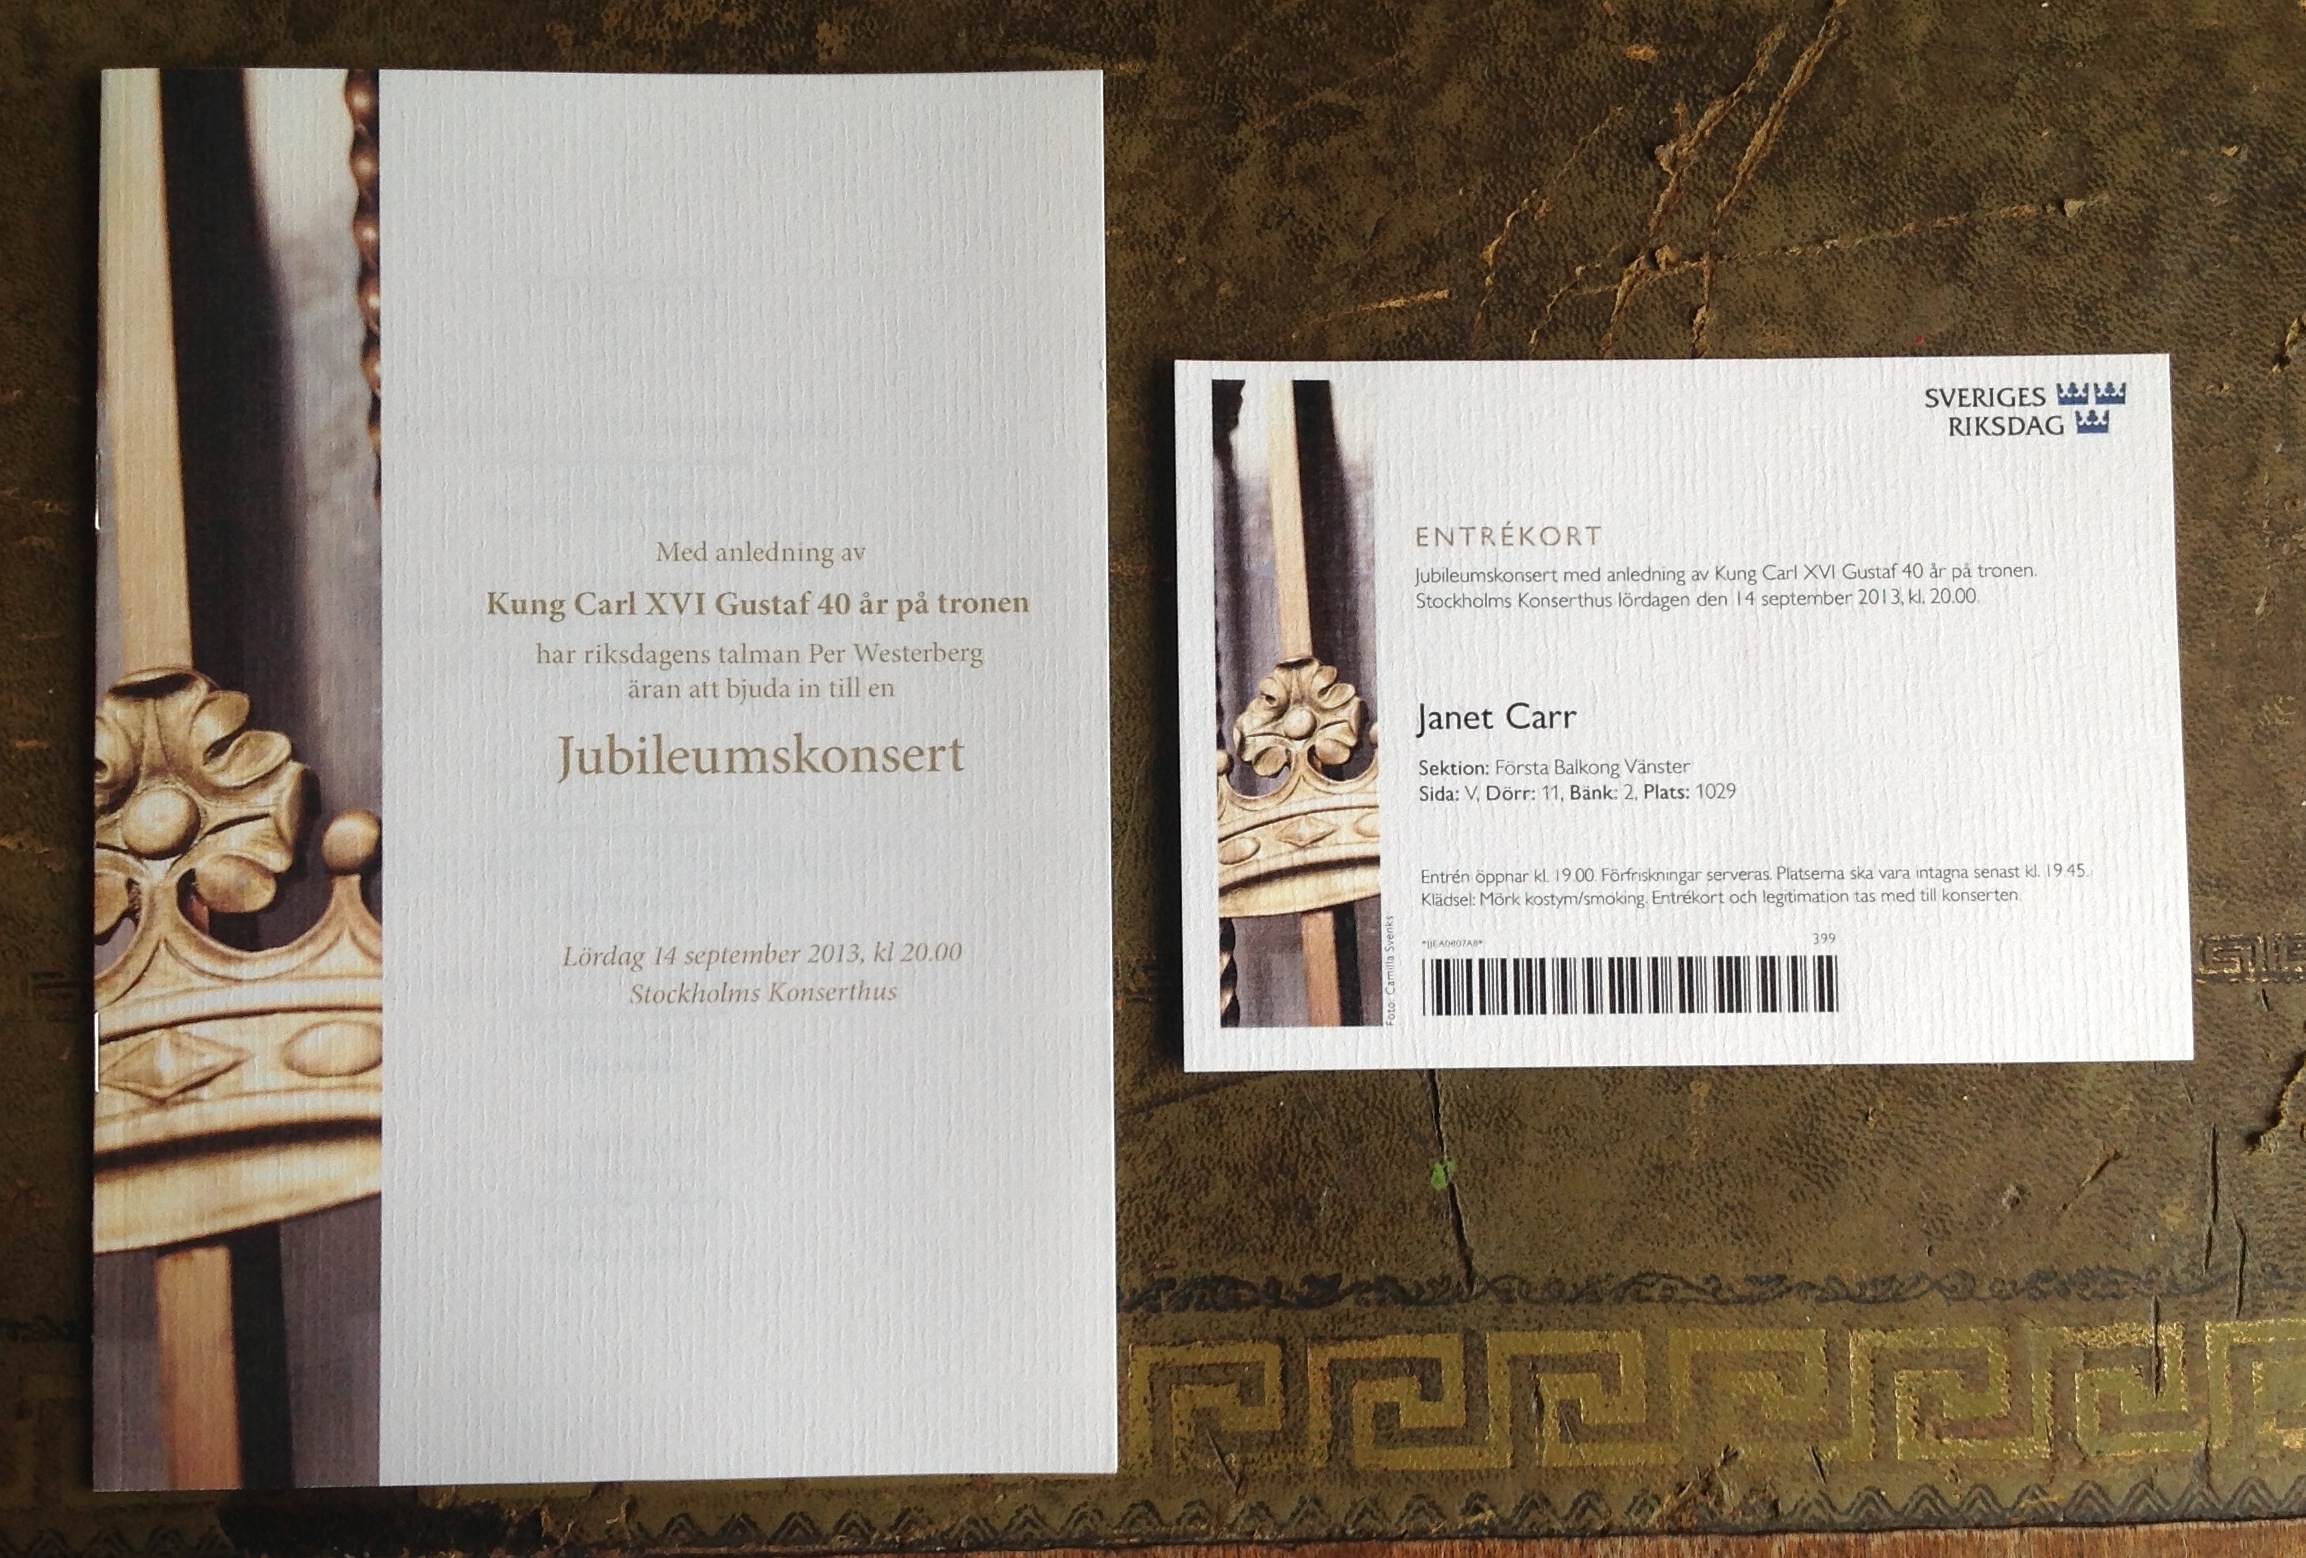 Med anledning av
Kung Carl XVI Gustaf 40 år på tronen
har riksdagens talman Per Westerberg
äran att bjuda in till en
Jubileumskonsert
Lördag 14 september 2013, kl 20.00
Stockholms Konserthus
SVERIGES
RIKSDAG
ENTRÉKORT
Jubileumskonsert med anledning av Kung Carl XVI Gustaf 40 år på tronen.
Stockholms Konserthus lördagen den 14 september 2013, kl. 20.00.
Janet Carr
Sektion: Första Balkong Vänster
Sida: V, Dörr: 11, Bänk: 2, Plats: 1029
Entrén öppnar kl. 19.00. Förfriskningar serveras. Platserna ska vara intagna senast kl. 19.45.
Klädsel: Mörk kostym/smoking. Entrékort och legitimation tas med till konserten.
399
Foto: Camilla Svenks